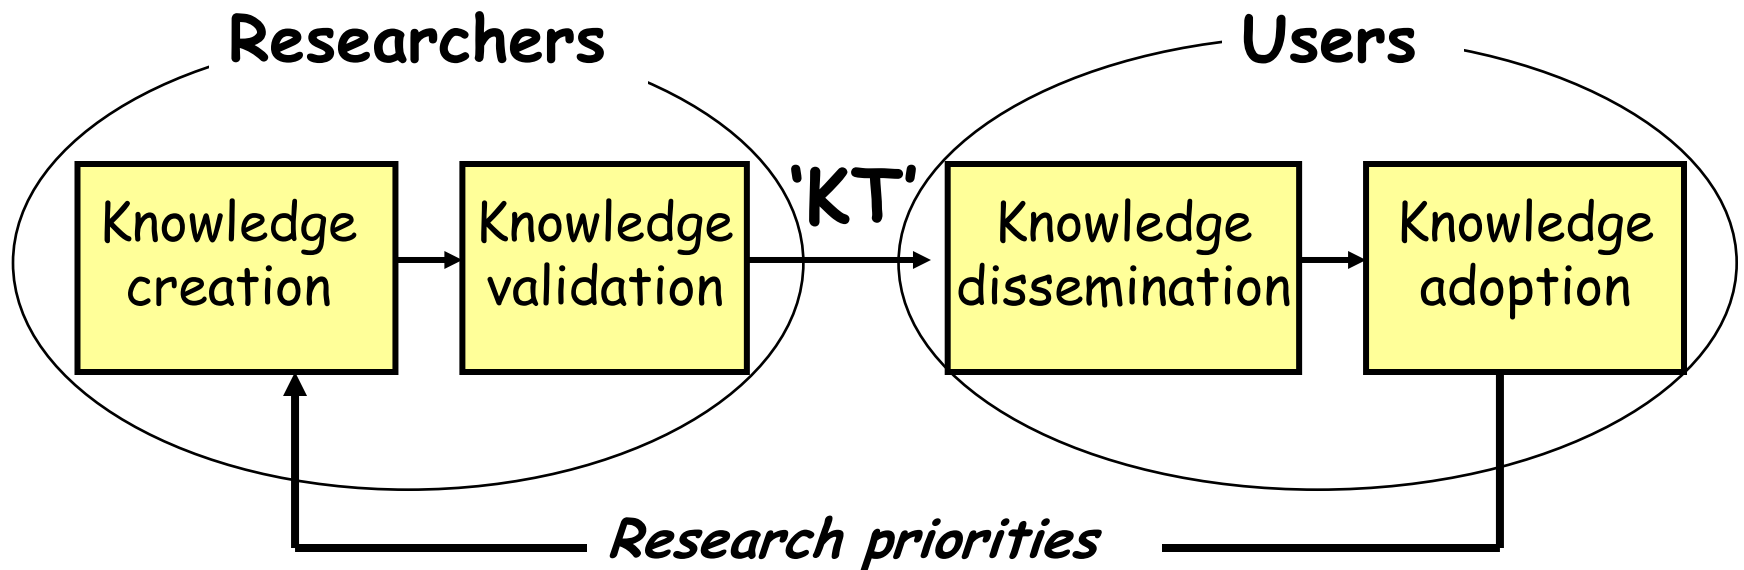 Researchers
Users
‘KT’
Knowledge
creation
Knowledge
validation
Knowledge
dissemination
Knowledge
adoption
Research priorities